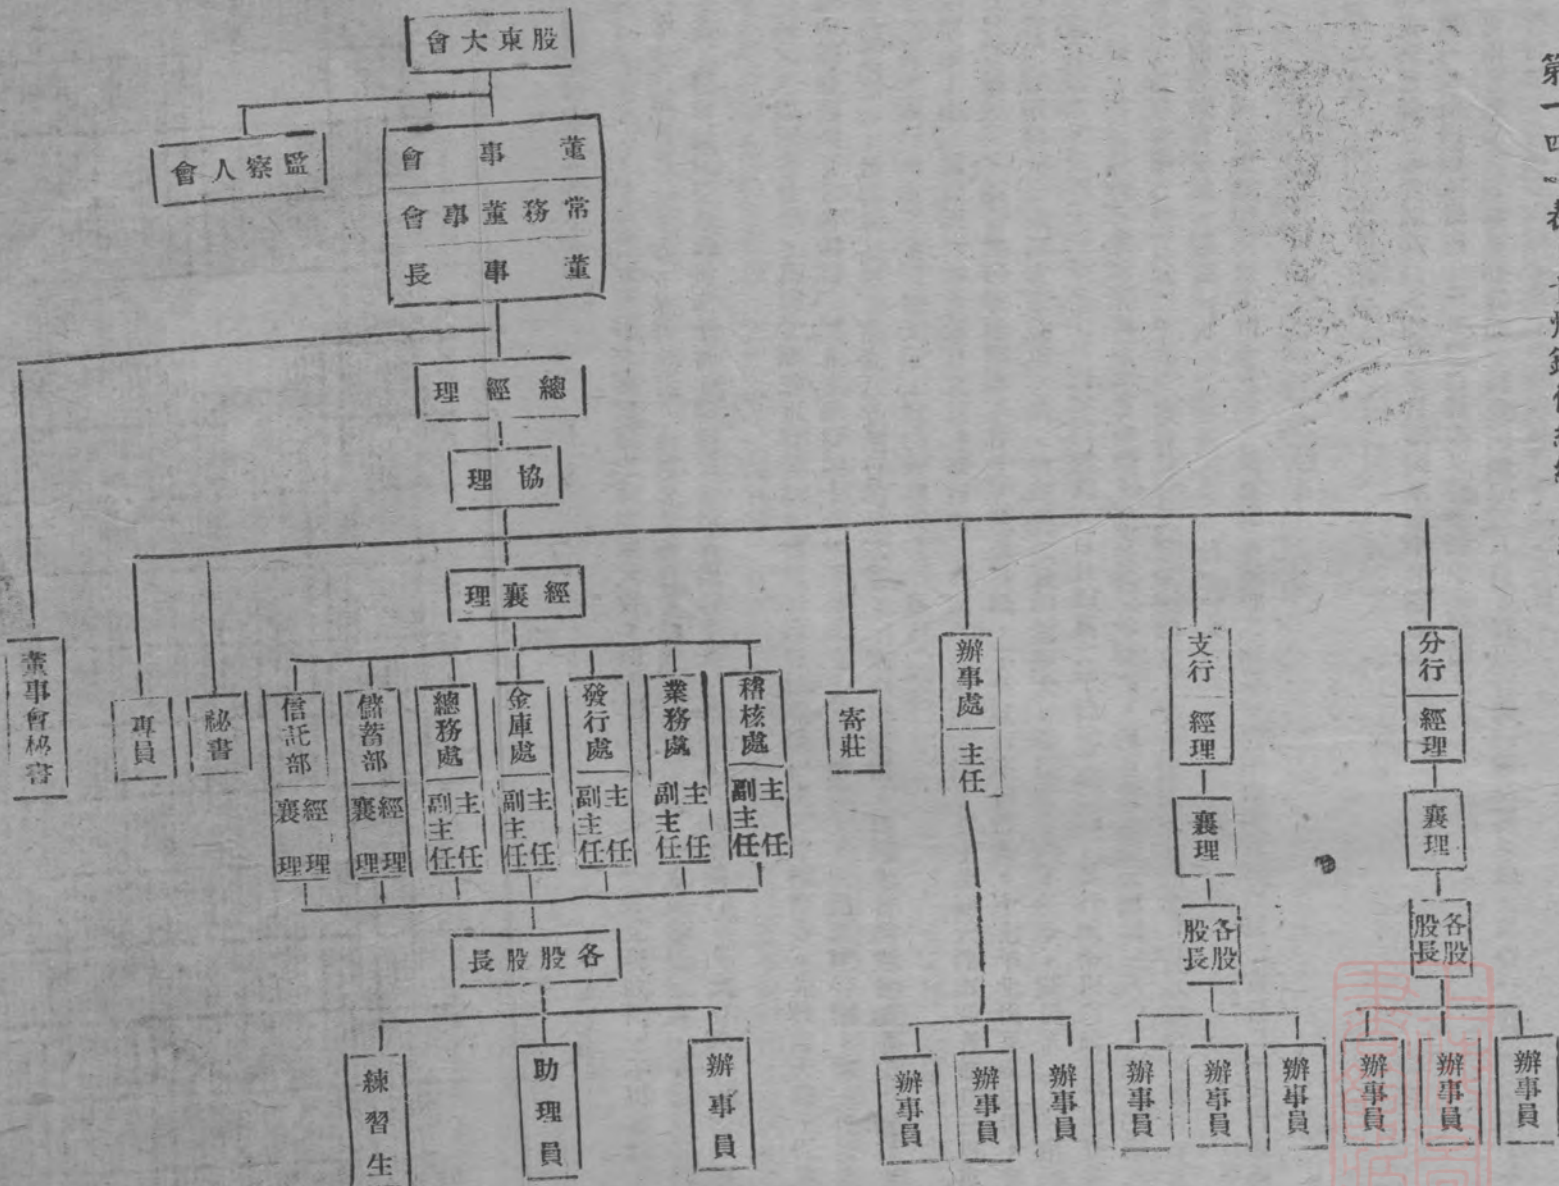 股東大會
監察人會
董事會
常務董事會
董事長
總經理
協理
經襄理
分行
經理
襄理
各股
股長
辦事員
辦事員
辦事員
支行
經理
襄理
各股
股長
辦事員
辦事員
辦事員
辦事處
主任
辦事員
辦事員
辦事員
寄莊
稽核處
主任
副主任
業務處
主任
副主任
發行處
主任
副主任
金庫處
主任
副主任
總務處
主任
副主任
儲蓄部
經理
襄理
信託部
經理
襄理
各股股長
辦事員
助理員
練習生
祕書
專員
董事會秘書